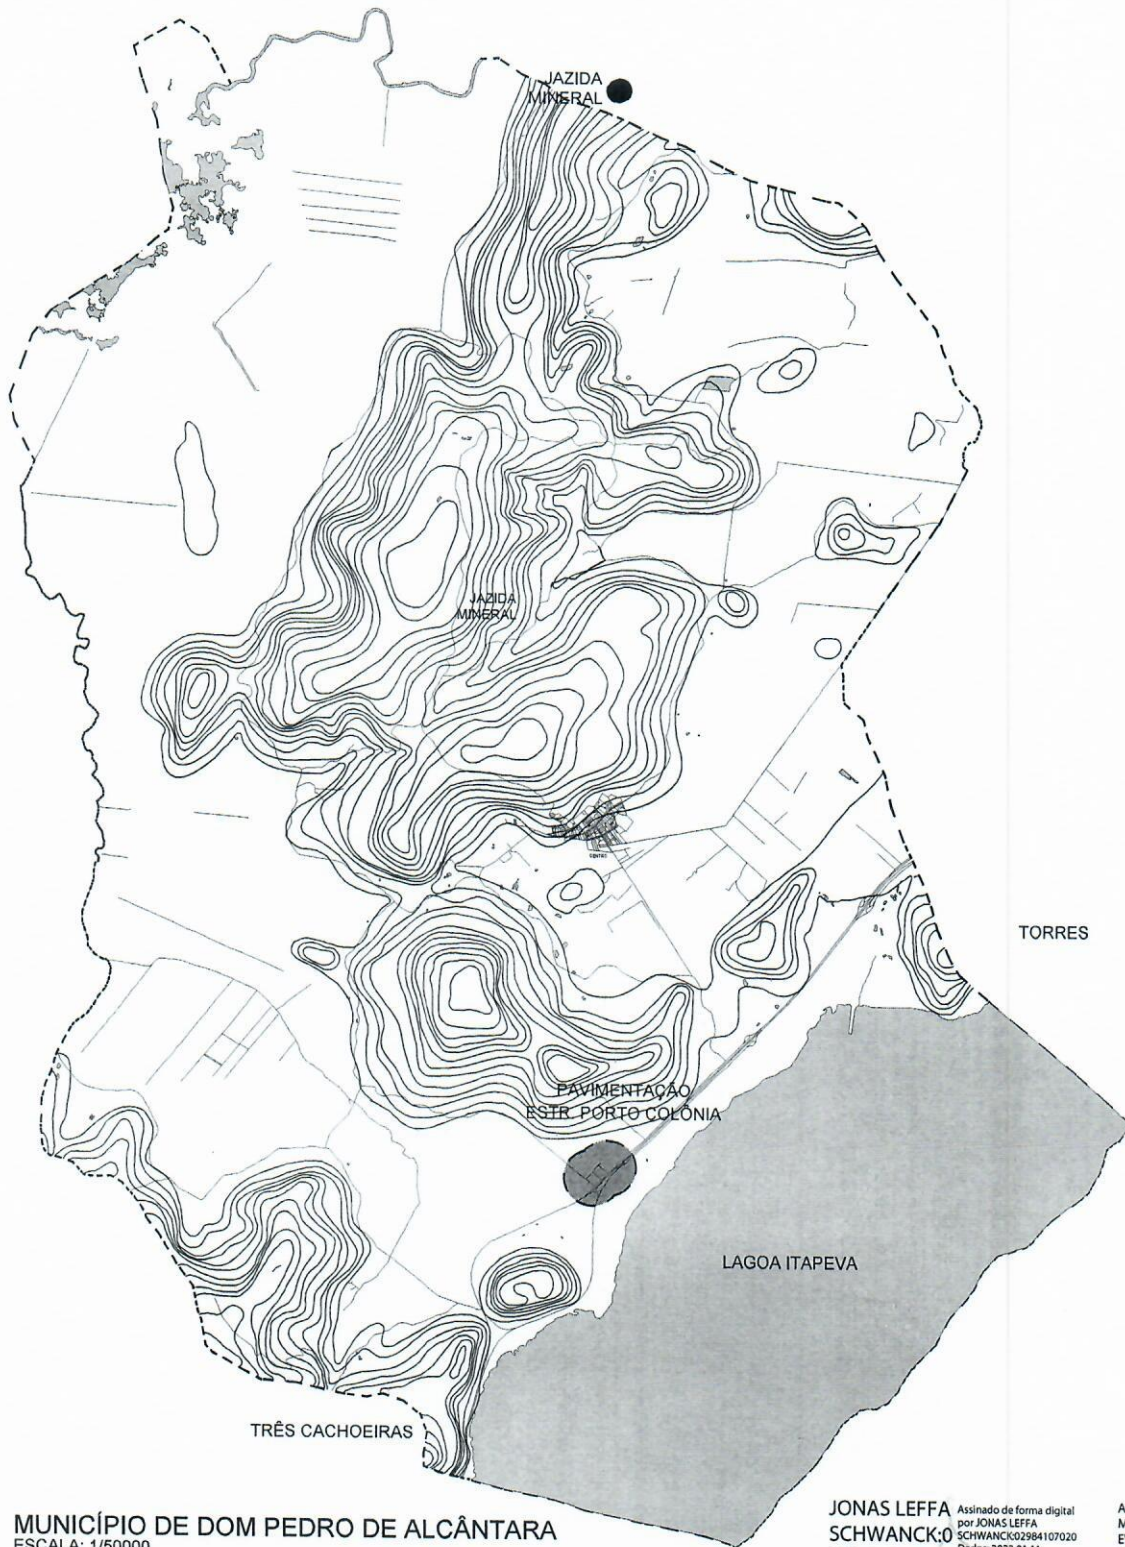 JAZIDA
MINERAL
JAZIDA
MINERAL
CENTRO
TORRES
PAVIMENTAÇÃO
ESTR. PORTO COLÔNIA
LAGOA ITAPEVA
TRÊS CACHOEIRAS
MUNICÍPIO DE DOM PEDRO DE ALCÂNTARA
ESCALA: 1/50000
JONAS LEFFA
SCHWANCK:0
Assinado de forma digital
por JONAS LEFFA
SCHWANCK:02984107020